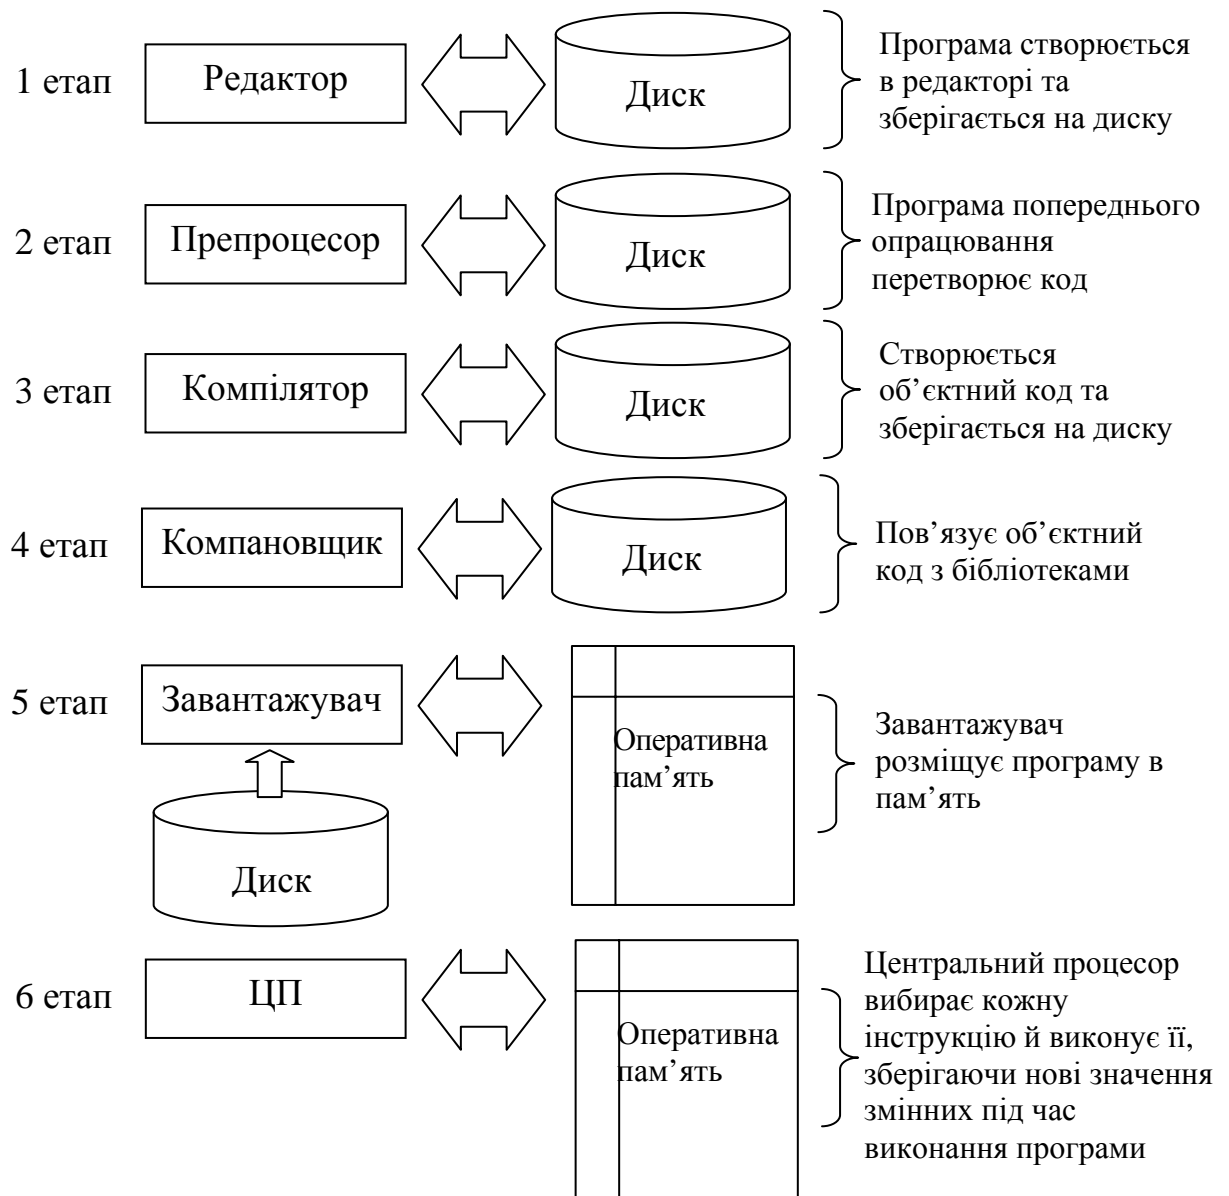 1 етап
Редактор
Диск
Програма створюється
в редакторі та
зберігається на диску
2 етап
Препроцесор
Диск
Програма попереднього
опрацювання
перетворює код
3 етап
Компілятор
Диск
Створюється
об’єктний код та
зберігається на диску
4 етап
Компановщик
Диск
Пов’язує об’єктний
код з бібліотеками
5 етап
Завантажувач
Диск
Оперативна
пам’ять
Завантажувач
розміщує програму в
пам’ять
6 етап
ЦП
Оперативна
пам’ять
Центральний процесор
вибирає кожну
інструкцію й виконує її,
зберігаючи нові значення
змінних під час
виконання програми